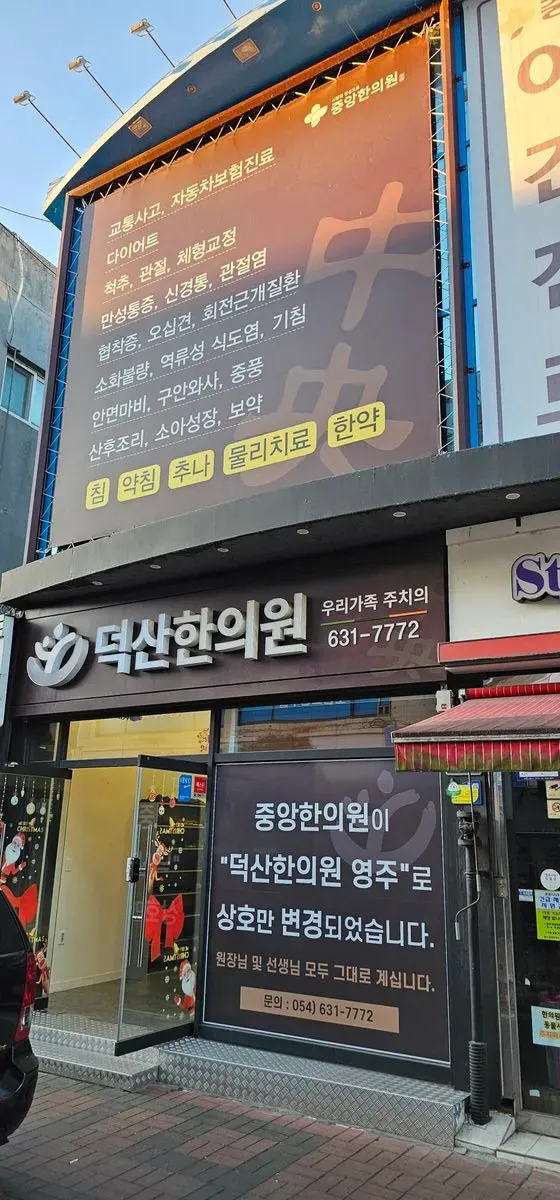 중앙한의원
교통사고, 자동차보험진료
다이어트
척추, 관절, 체형교정
만성통증, 신경통, 관절염
협착증, 오십견, 회전근개질환
소화불량, 역류성 식도염, 기침
안면마비, 구안와사, 중풍
산후조리, 소아성장, 보약
침 약침 추나 물리치료 한약
中央
St
덕산한의원
우리가족 주치의
631-7772
央
중앙한의원이
"덕산한의원 영주"로
상호만 변경되었습니다.
원장님 및 선생님 모두 그대로 계십니다.
문의 : 054) 631-7772
CHRISTMAS
CHRISTMAS